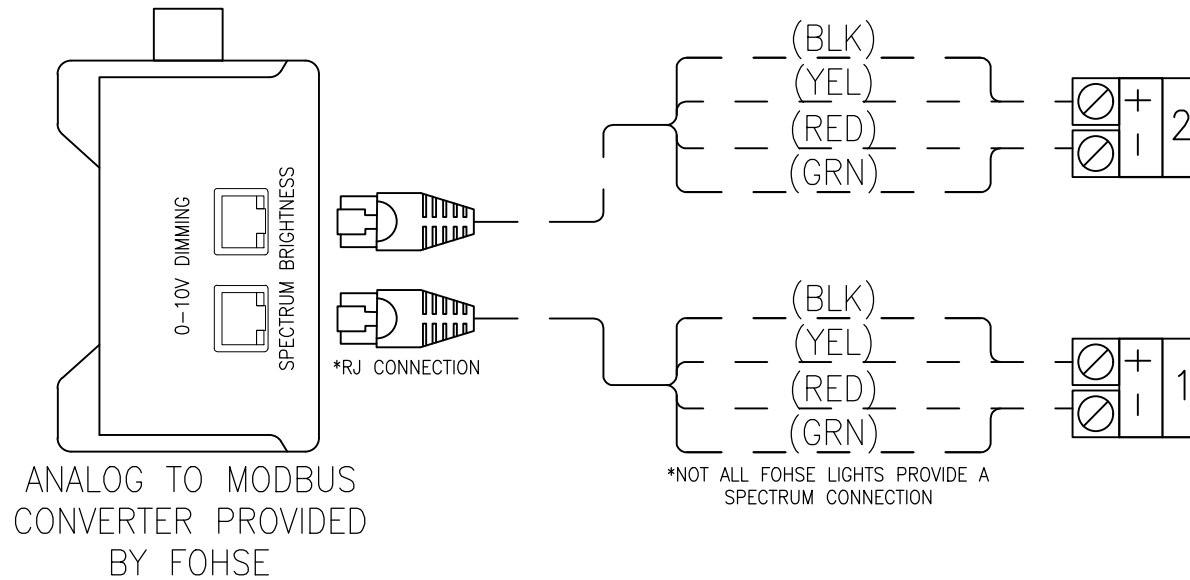 (BLK)
(YEL)
(RED)
(GRN)
+
-
2
0-10V DIMMING
SPECTRUM BRIGHTNESS
*RJ CONNECTION
(BLK)
(YEL)
(RED)
(GRN)
+
-
1
*NOT ALL FOHSE LIGHTS PROVIDE A
SPECTRUM CONNECTION
ANALOG TO MODBUS
CONVERTER PROVIDED
BY FOHSE